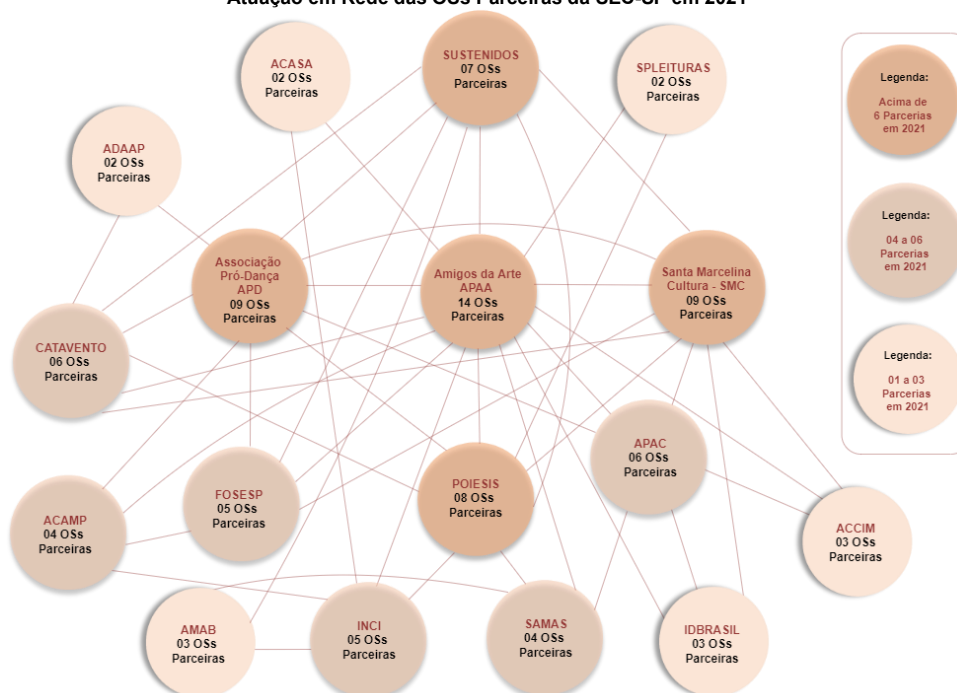 Atuação em Rede das OSs Parceiras da SEC-SP em 2021
ACASA
02 OSs
Parceiras
SUSTENIDOS
07 OSs
Parceiras
SPLEITURAS
02 OSs
Parceiras
ADAAP
02 OSs
Parceiras
Associação
Pró-Dança
APD
09 OSs
Parceiras
Amigos da Arte
APAA
14 OSs
Parceiras
Santa Marcelina
Cultura - SMC
09 OSs
Parceiras
CATAVENTO
06 OSs
Parceiras
ACAMP
04 OSs
Parceiras
FOSESP
05 OSs
Parceiras
POIESIS
08 OSs
Parceiras
APAC
06 OSs
Parceiras
ACCIM
03 OSs
Parceiras
AMAB
03 OSs
Parceiras
INCI
05 OSs
Parceiras
SAMAS
04 OSs
Parceiras
IDBRASIL
03 OSs
Parceiras
Legenda:
Acima de
6 Parcerias
em 2021
Legenda:
04 a 06
Parcerias
em 2021
Legenda:
01 a 03
Parcerias
em 2021